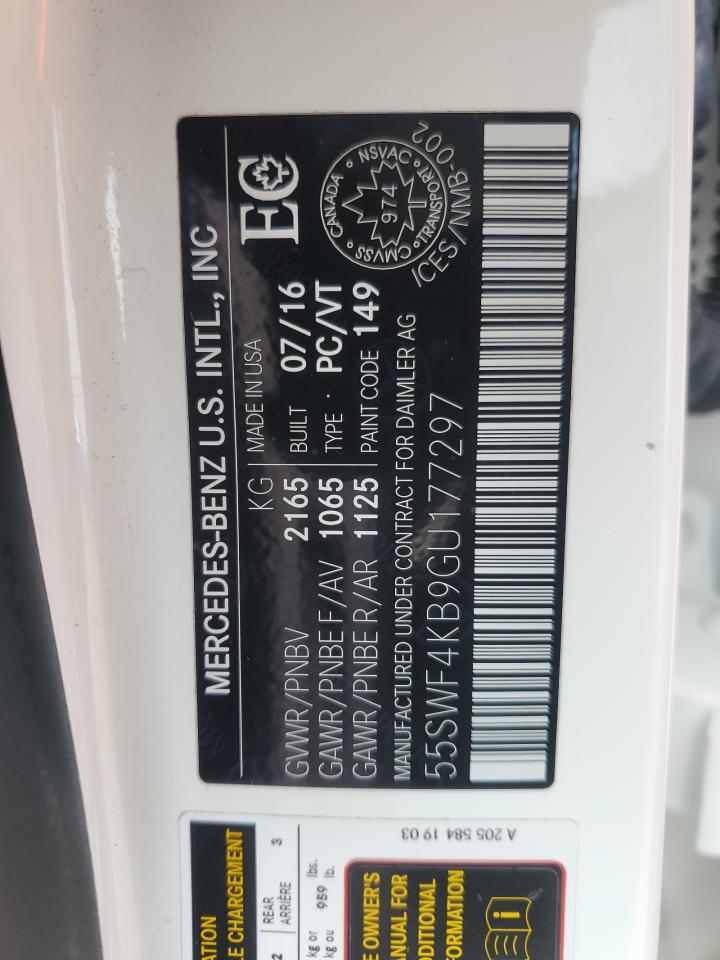 MERCEDES-BENZ U.S. INTL., INC
KG MADE IN USA
GVWR/PNBV 2165 BUILT 07/16
GAWR/PNBE F/AV 1065 TYPE · PC/VT
GAWR/PNBE R/AR 1125 PAINT CODE 149
MANUFACTURED UNDER CONTRACT FOR DAIMLER AG
55SWF4KB9GU177297
EC
CANADA ° NSVAC °
974
CMVSS ° TRANSPORT °
/CES/NMB-002
ATION
E CHARGEMENT
2 REAR 3
ARRIÈRE
kg or lbs.
kg ou 959 lb.
E OWNER'S
ANUAL FOR
DDITIONAL
FORMATION
i
A 205 584 19 03